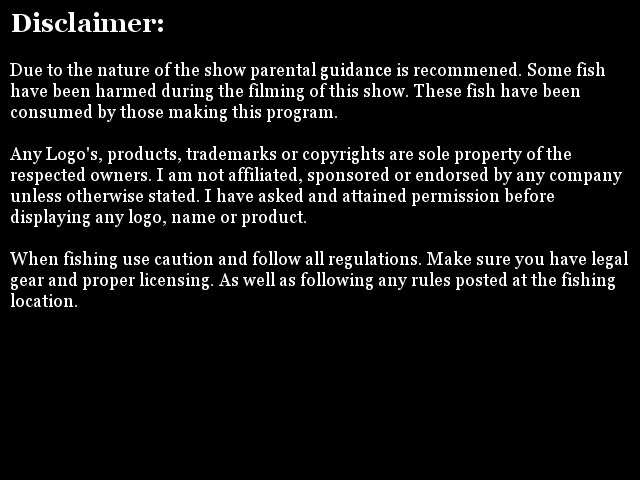 Disclaimer:
Due to the nature of the show parental guidance is recommened. Some fish
have been harmed during the filming of this show. These fish have been
consumed by those making this program.
Any Logo's, products, trademarks or copyrights are sole property of the
respected owners. I am not affiliated, sponsored or endorsed by any company
unless otherwise stated. I have asked and attained permission before
displaying any logo, name or product.
When fishing use caution and follow all regulations. Make sure you have legal
gear and proper licensing. As well as following any rules posted at the fishing
location.